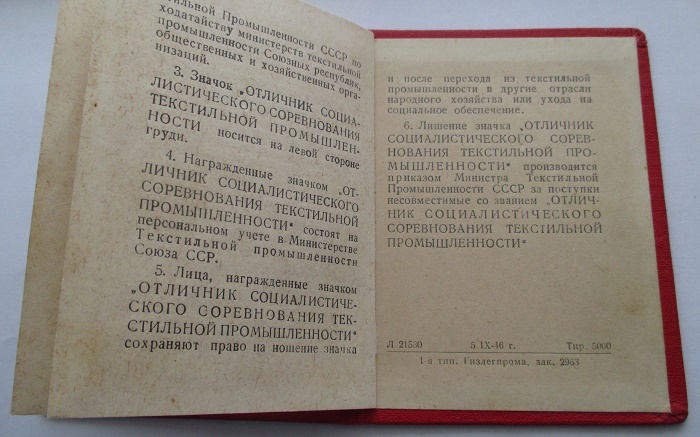 стильной Промышленности СССР по
ходатайству министерств текстильной
промышленности Союзных республик,
общественных и хозяйственных орга-
низаций.
3. Значок „ОТЛИЧНИК СОЦИА-
ЛИСТИЧЕСКОГО СОРЕВНОВАНИЯ
ТЕКСТИЛЬНОЙ ПРОМЫШЛЕН-
НОСТИ носится на левой стороне
груди.
4. Награжденные значком „ОТ-
ЛИЧНИК СОЦИАЛИСТИЧЕСКОГО
СОРЕВНОВАНИЯ ТЕКСТИЛЬНОЙ
ПРОМЫШЛЕННОСТИ“ состоят на
персональном учете в Министерстве
Текстильной промышленности
Союза ССР.
5. Лица, награжденные значком
„ОТЛИЧНИК СОЦИАЛИСТИЧЕ-
СКОГО СОРЕВНОВАНИЯ ТЕК-
СТИЛЬНОЙ ПРОМЫШЛЕННОСТИ“
сохраняют право на ношение значка
и после перехода из текстильной
промышленности в другие отрасли
народного хозяйства или ухода на
социальное обеспечение.
6. Лишение значка „ОТЛИЧНИК
СОЦИАЛИСТИЧЕСКОГО СОРЕВ-
НОВАНИЯ ТЕКСТИЛЬНОЙ ПРО-
МЫШЛЕННОСТИ“ производится
приказом Министра Текстильной
Промышленности СССР за поступки
несовместимые со званием „ОТЛИЧ-
НИК СОЦИАЛИСТИЧЕСКОГО
СОРЕВНОВАНИЯ ТЕКСТИЛЬНОЙ
ПРОМЫШЛЕННОСТИ“
Л 21530 5 IX-46 г. Тир. 5000
1-я тип. Гизлегпрома, зак. 2963